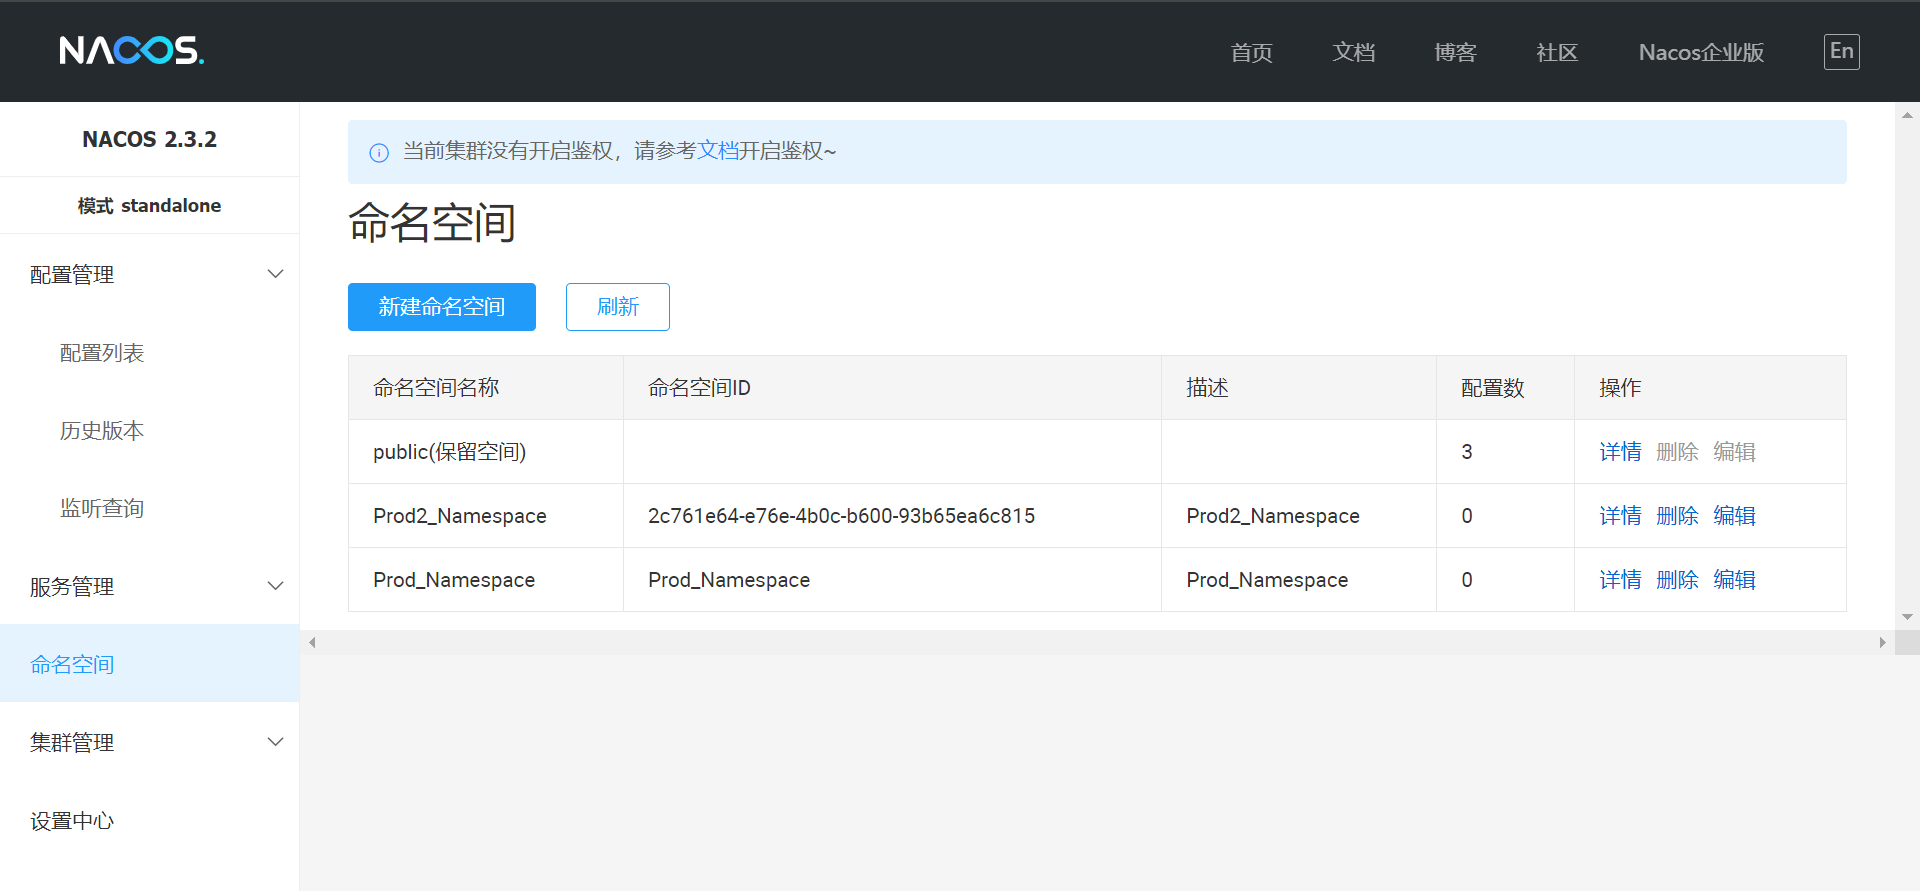 NACOS.
首页 文档 博客 社区 Nacos企业版 En
NACOS 2.3.2
模式 standalone
配置管理
配置列表
历史版本
监听查询
服务管理
命名空间
集群管理
设置中心
当前集群没有开启鉴权，请参考文档开启鉴权~
命名空间
新建命名空间 刷新
命名空间名称 命名空间ID 描述 配置数 操作
public(保留空间) 3 详情 删除 编辑
Prod2_Namespace 2c761e64-e76e-4b0c-b600-93b65ea6c815 Prod2_Namespace 0 详情 删除 编辑
Prod_Namespace Prod_Namespace Prod_Namespace 0 详情 删除 编辑